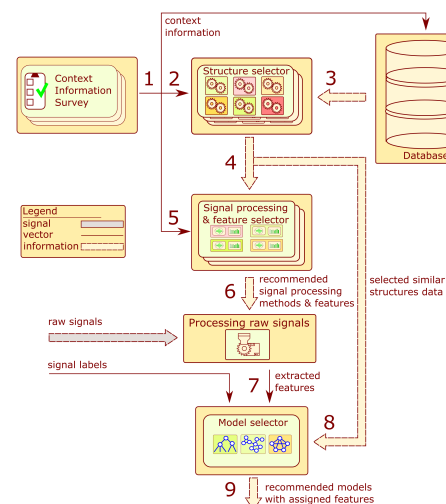 context
information
Context
Information
Survey
1
2
Structure selector
3
Database
4
5
Signal processing
& feature selector
Legend
signal
vector
information
6
recommended
signal processing
methods & features
selected similar
structures data
raw signals
Processing raw signals
signal labels
7
extracted
features
8
Model selector
9
recommended models
with assigned features